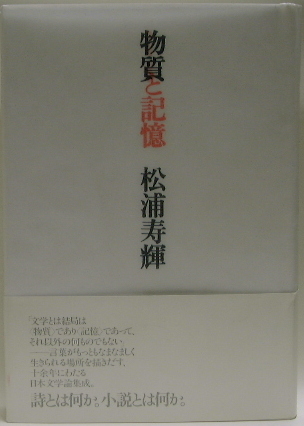 物質と記憶
松浦寿輝
「文学とは結局は
〈物質〉であり〈記憶〉であって、
それ以外の何ものでもない」
――言葉がもっともなまなましく
生きられる場所を描きだす、
十余年にわたる
日本文学論集成。
詩とは何か。小説とは何か。